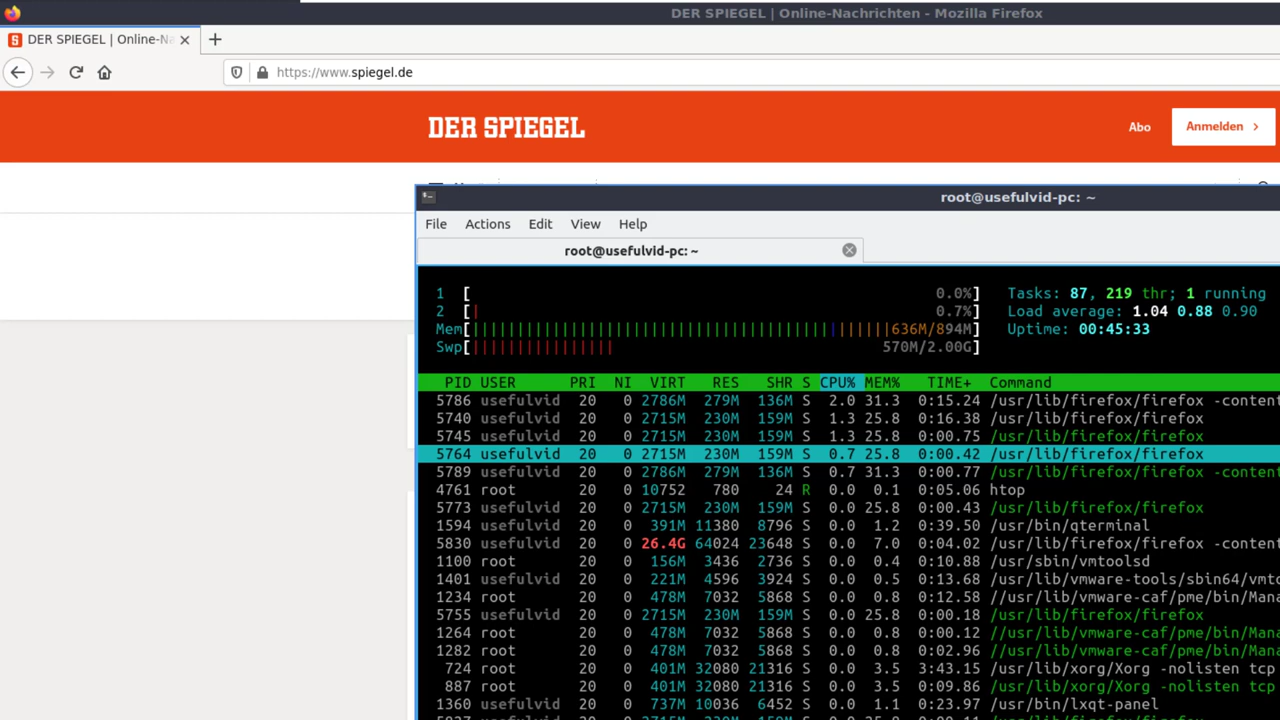 DER SPIEGEL | Online-Nachrichten - Mozilla Firefox
DER SPIEGEL | Online-Na
https://www.spiegel.de
DER SPIEGEL
Abo
Anmelden
root@usefulvid-pc: ~
File Actions Edit View Help
root@usefulvid-pc: ~
1 [ 0.0%] Tasks: 87, 219 thr; 1 running
2 [| 0.7%] Load average: 1.04 0.88 0.90
Mem[||||||||||||||||||||||||||||||||||||||||||||||636M/894M] Uptime: 00:45:33
Swp[|||||||||||||||| 570M/2.00G]
PID USER PRI NI VIRT RES SHR S CPU% MEM% TIME+ Command
5786 usefulvid 20 0 2786M 279M 136M S 2.0 31.3 0:15.24 /usr/lib/firefox/firefox -content
5740 usefulvid 20 0 2715M 230M 159M S 1.3 25.8 0:16.38 /usr/lib/firefox/firefox
5745 usefulvid 20 0 2715M 230M 159M S 1.3 25.8 0:00.75 /usr/lib/firefox/firefox
5764 usefulvid 20 0 2715M 230M 159M S 0.7 25.8 0:00.42 /usr/lib/firefox/firefox
5789 usefulvid 20 0 2786M 279M 136M S 0.7 31.3 0:00.77 /usr/lib/firefox/firefox -content
4761 root 20 0 10752 780 24 R 0.0 0.1 0:05.06 htop
5773 usefulvid 20 0 2715M 230M 159M S 0.0 25.8 0:00.43 /usr/lib/firefox/firefox
1594 usefulvid 20 0 391M 11380 8796 S 0.0 1.2 0:39.50 /usr/bin/qterminal
5830 usefulvid 20 0 26.4G 64024 23648 S 0.0 7.0 0:04.02 /usr/lib/firefox/firefox -content
1100 root 20 0 156M 3436 2736 S 0.0 0.4 0:10.88 /usr/sbin/vmtoolsd
1401 usefulvid 20 0 221M 4596 3924 S 0.0 0.5 0:13.68 /usr/lib/vmware-tools/sbin64/vmto
1234 root 20 0 478M 7032 5868 S 0.0 0.8 0:12.58 //usr/lib/vmware-caf/pme/bin/Mana
5755 usefulvid 20 0 2715M 230M 159M S 0.0 25.8 0:00.18 /usr/lib/firefox/firefox
1264 root 20 0 478M 7032 5868 S 0.0 0.8 0:00.12 //usr/lib/vmware-caf/pme/bin/Mana
1282 root 20 0 478M 7032 5868 S 0.0 0.8 0:02.96 //usr/lib/vmware-caf/pme/bin/Mana
724 root 20 0 401M 32080 21316 S 0.0 3.5 3:43.15 /usr/lib/xorg/Xorg -nolisten tcp
887 root 20 0 401M 32080 21316 S 0.0 3.5 0:09.86 /usr/lib/xorg/Xorg -nolisten tcp
1360 usefulvid 20 0 737M 10036 6452 S 0.0 1.1 0:23.97 /usr/bin/lxqt-panel